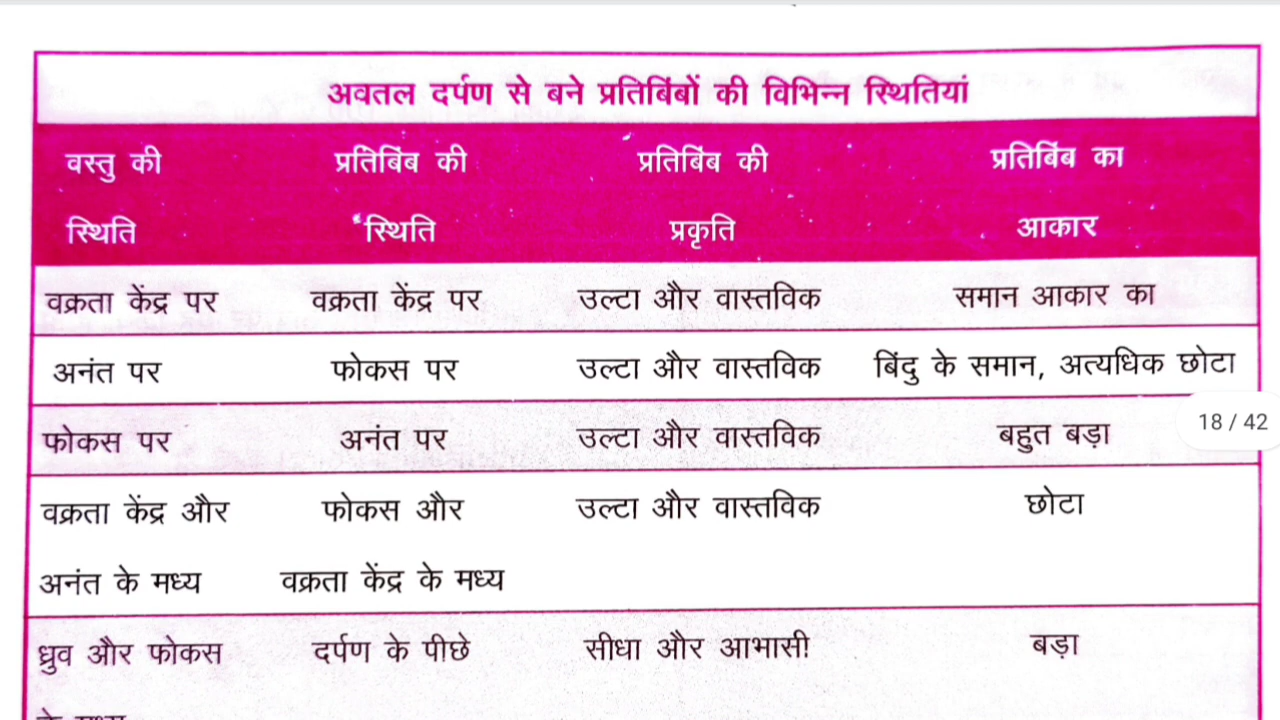 अवतल दर्पण से बने प्रतिबिंबों की विभिन्न स्थितियां
वस्तु की प्रतिबिंब की प्रतिबिंब की प्रतिबिंब का
स्थिति स्थिति प्रकृति आकार
वक्रता केंद्र पर वक्रता केंद्र पर उल्टा और वास्तविक समान आकार का
अनंत पर फोकस पर उल्टा और वास्तविक बिंदु के समान, अत्यधिक छोटा
फोकस पर अनंत पर उल्टा और वास्तविक बहुत बड़ा
18 / 42
वक्रता केंद्र और फोकस और उल्टा और वास्तविक छोटा
अनंत के मध्य वक्रता केंद्र के मध्य
ध्रुव और फोकस दर्पण के पीछे सीधा और आभासी! बड़ा